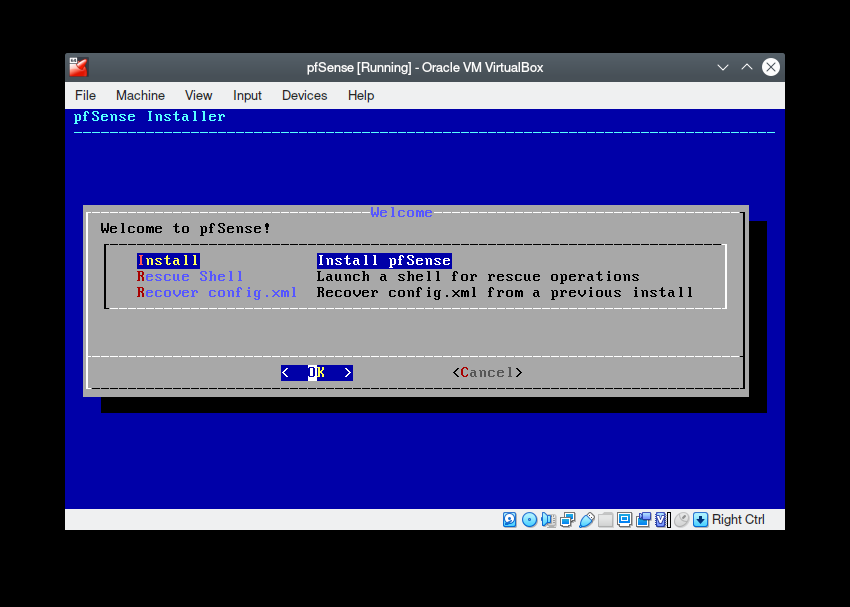 pfSense [Running] - Oracle VM VirtualBox
File Machine View Input Devices Help
pfSense Installer
Welcome
Welcome to pfSense!
Install Install pfSense
Rescue Shell Launch a shell for rescue operations
Recover config.xml Recover config.xml from a previous install
< OK > <Cancel>
Right Ctrl